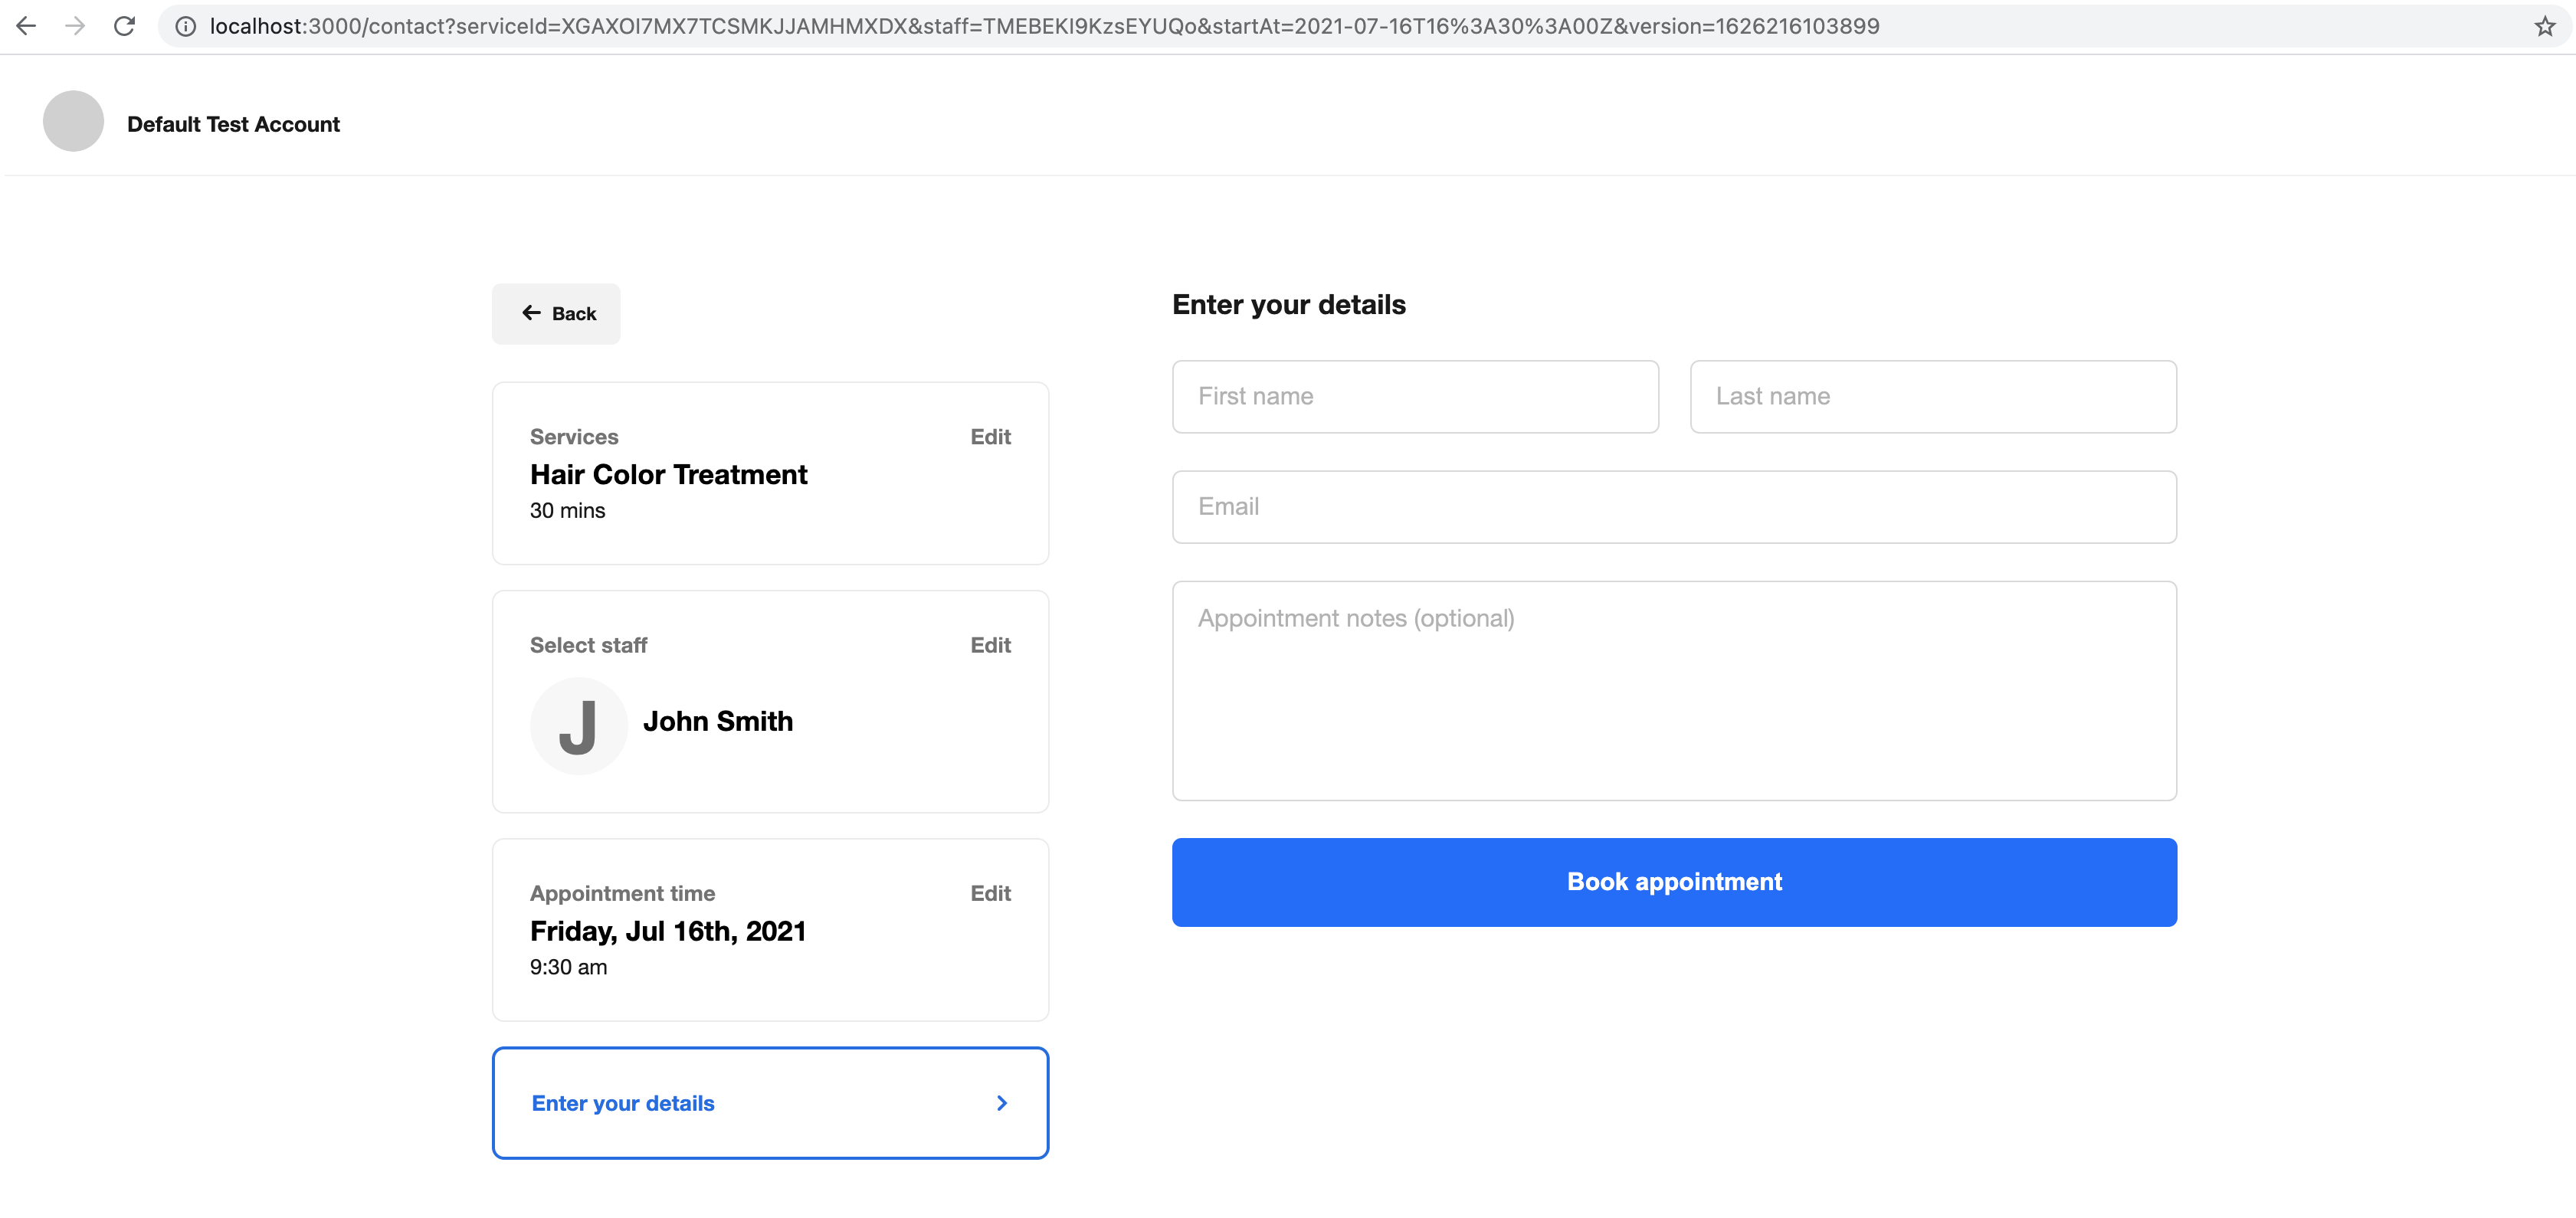 localhost:3000/contact?serviceId=XGAXOI7MX7TCSMKJJAMHMXDX&staff=TMEBEKI9KzsEYUQo&startAt=2021-07-16T16%3A30%3A00Z&version=1626216103899
Default Test Account
Back
Services Edit
Hair Color Treatment
30 mins
Select staff Edit
J John Smith
Appointment time Edit
Friday, Jul 16th, 2021
9:30 am
Enter your details
Enter your details
First name Last name
Email
Appointment notes (optional)
Book appointment